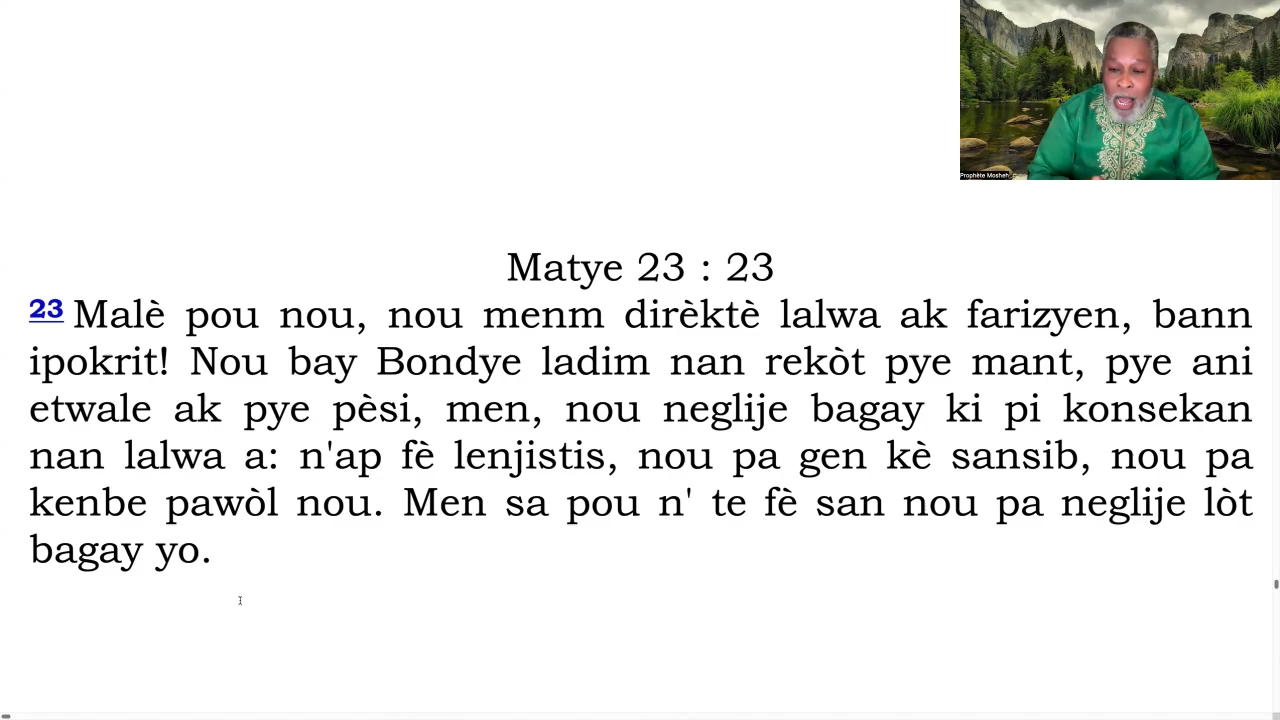 Prophète Mosheh
Matye 23 : 23
23 Malè pou nou, nou menm dirèktè lalwa ak farizyen, bann
ipokrit! Nou bay Bondye ladim nan rekòt pye mant, pye ani
etwale ak pye pèsi, men, nou neglije bagay ki pi konsekan
nan lalwa a: n'ap fè lenjistis, nou pa gen kè sansib, nou pa
kenbe pawòl nou. Men sa pou n' te fè san nou pa neglije lòt
bagay yo.